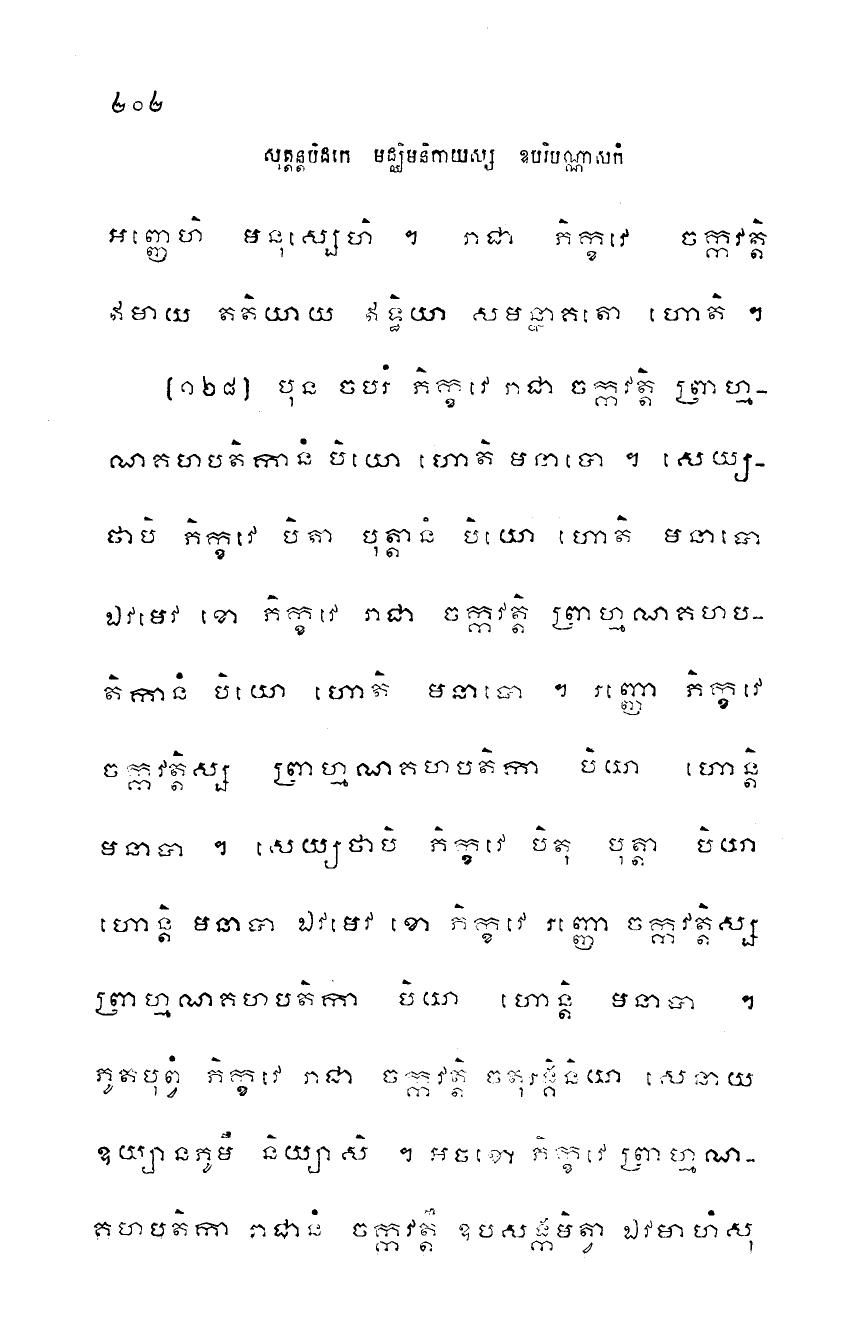 ២០២
សុត្តន្តបិដកេ មជ្ឈិមនិកាយស្ស ឧបរិបណ្ណាសកំ
អញ្ញេហិ មនុស្សេហិ ។ រាជា ភិក្ខវេ ចក្កវត្តិ
ឥមាយ តតិយាយ ឥទ្ធិយា សមន្នាគតោ ហោតិ ។
[១២៨] បុន ចបរំ ភិក្ខវេ រាជា ចក្កវត្តិ ព្រាហ្ម-
ណគហបតិកានំ បិយោ ហោតិ មនាបោ ។ សេយ្យ-
ថាបិ ភិក្ខវេ បិតា បុត្តានំ បិយោ ហោតិ មនាបោ
ឯវមេវ ខោ ភិក្ខវេ រាជា ចក្កវត្តិ ព្រាហ្មណគហប-
តិកានំ បិយោ ហោតិ មនាបោ ។ រញ្ញោ ភិក្ខវេ
ចក្កវត្តិស្ស ព្រាហ្មណគហបតិកា បិយា ហោន្តិ
មនាបា ។ សេយ្យថាបិ ភិក្ខវេ បិតុ បុត្តា បិយា
ហោន្តិ មនាបា ឯវមេវ ខោ ភិក្ខវេ រញ្ញោ ចក្កវត្តិស្ស
ព្រាហ្មណគហបតិកា បិយា ហោន្តិ មនាបា ។
ភូតបុព្វំ ភិក្ខវេ រាជា ចក្កវត្តិ ចតុរង្គិនិយា សេនាយ
ឧយ្យានភូមឹ និយ្យាសិ ។ អថខោ ភិក្ខវេ ព្រាហ្មណ-
គហបតិកា រាជានំ ចក្កវត្តឹ ឧបសង្កមិត្វា ឯវមាហំសុ